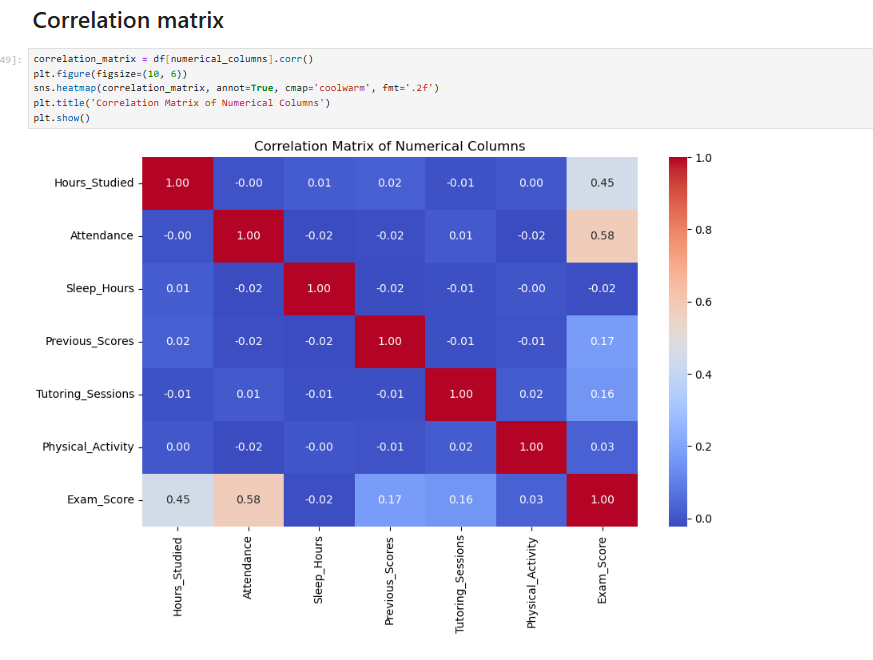 Correlation matrix
49]:
correlation_matrix = df[numerical_columns].corr()
plt.figure(figsize=(10, 6))
sns.heatmap(correlation_matrix, annot=True, cmap='coolwarm', fmt='.2f')
plt.title('Correlation Matrix of Numerical Columns')
plt.show()
Correlation Matrix of Numerical Columns
Hours_Studied 1.00 -0.00 0.01 0.02 -0.01 0.00 0.45
Attendance -0.00 1.00 -0.02 -0.02 0.01 -0.02 0.58
Sleep_Hours 0.01 -0.02 1.00 -0.02 -0.01 -0.00 -0.02
Previous_Scores 0.02 -0.02 -0.02 1.00 -0.01 -0.01 0.17
Tutoring_Sessions -0.01 0.01 -0.01 -0.01 1.00 0.02 0.16
Physical_Activity 0.00 -0.02 -0.00 -0.01 0.02 1.00 0.03
Exam_Score 0.45 0.58 -0.02 0.17 0.16 0.03 1.00
Hours_Studied
Attendance
Sleep_Hours
Previous_Scores
Tutoring_Sessions
Physical_Activity
Exam_Score
1.0
0.8
0.6
0.4
0.2
0.0